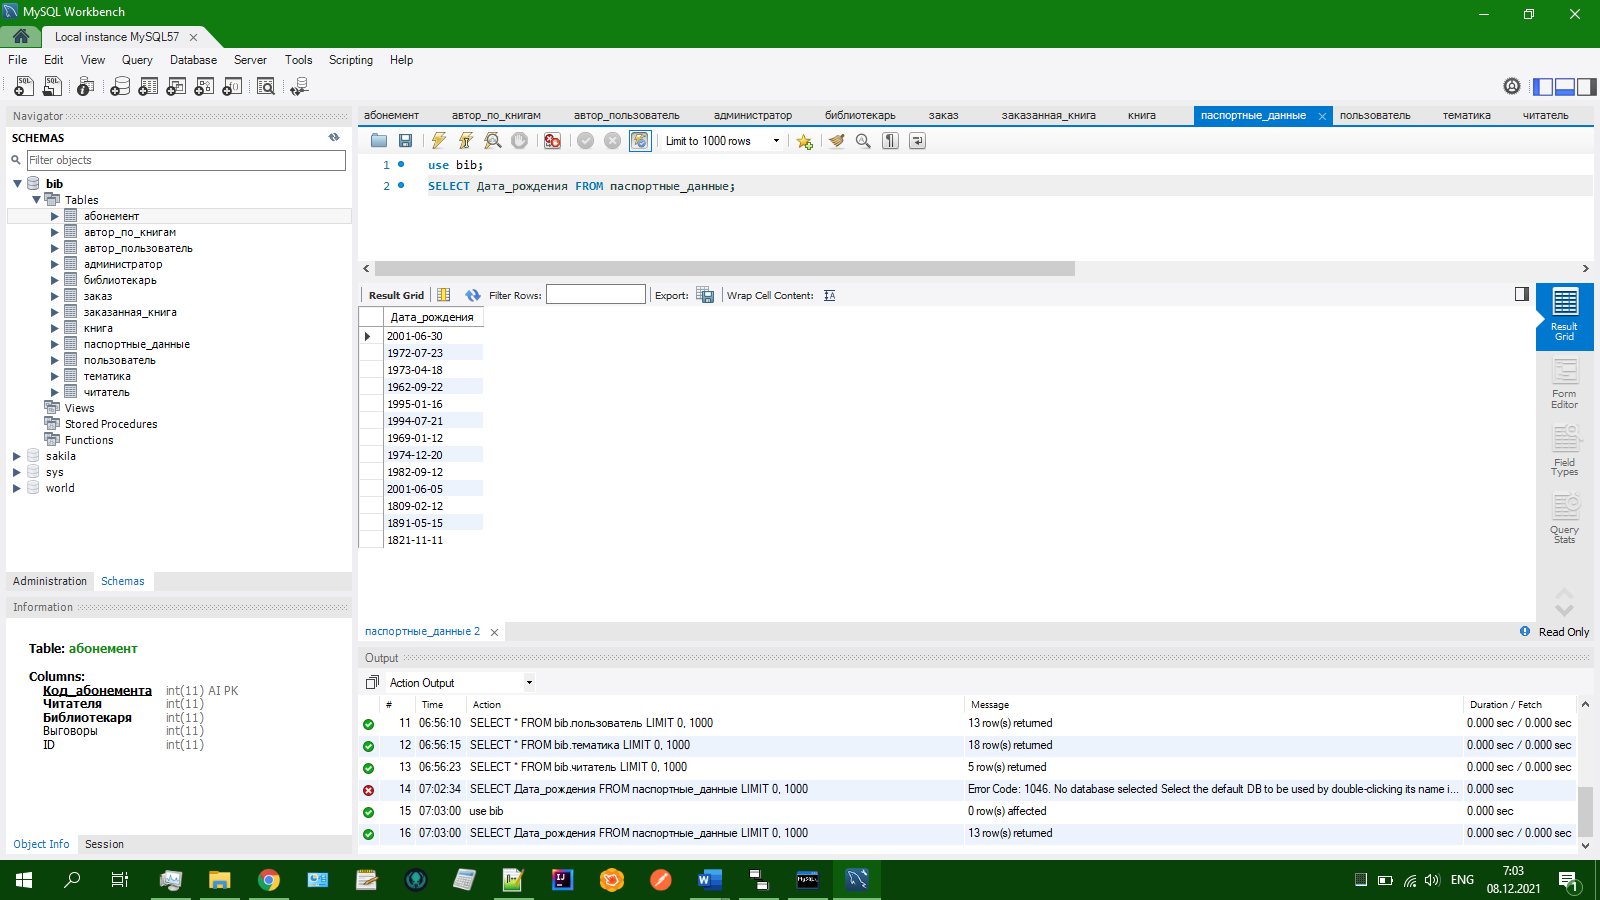 MySQL Workbench
Local instance MySQL57
File Edit View Query Database Server Tools Scripting Help
Navigator
SCHEMAS
Filter objects
bib
Tables
абонемент
автор_по_книгам
автор_пользователь
администратор
библиотекарь
заказ
заказанная_книга
книга
паспортные_данные
пользователь
тематика
читатель
Views
Stored Procedures
Functions
sakila
sys
world
Administration Schemas
Information
Table: абонемент
Columns:
Код_абонемента int(11) AI PK
Читателя int(11)
Библиотекаря int(11)
Выговоры int(11)
ID int(11)
Object Info Session
абонемент автор_по_книгам автор_пользователь администратор библиотекарь заказ заказанная_книга книга паспортные_данные пользователь тематика читатель
Limit to 1000 rows
1 use bib;
2 SELECT Дата_рождения FROM паспортные_данные;
Result Grid Filter Rows: Export: Wrap Cell Content:
Дата_рождения
2001-06-30
1972-07-23
1973-04-18
1962-09-22
1995-01-16
1994-07-21
1969-01-12
1974-12-20
1982-09-12
2001-06-05
1809-02-12
1891-05-15
1821-11-11
Result
Grid
Form
Editor
Field
Types
Query
Stats
паспортные_данные 2
Read Only
Output
Action Output
# Time Action Message Duration / Fetch
11 06:56:10 SELECT * FROM bib.пользователь LIMIT 0, 1000 13 row(s) returned 0.000 sec / 0.000 sec
12 06:56:15 SELECT * FROM bib.тематика LIMIT 0, 1000 18 row(s) returned 0.000 sec / 0.000 sec
13 06:56:23 SELECT * FROM bib.читатель LIMIT 0, 1000 5 row(s) returned 0.000 sec / 0.000 sec
14 07:02:34 SELECT Дата_рождения FROM паспортные_данные LIMIT 0, 1000 Error Code: 1046. No database selected Select the default DB to be used by double-clicking its name i... 0.000 sec
15 07:03:00 use bib 0 row(s) affected 0.000 sec
16 07:03:00 SELECT Дата_рождения FROM паспортные_данные LIMIT 0, 1000 13 row(s) returned 0.000 sec / 0.000 sec
ENG
7:03
08.12.2021
1